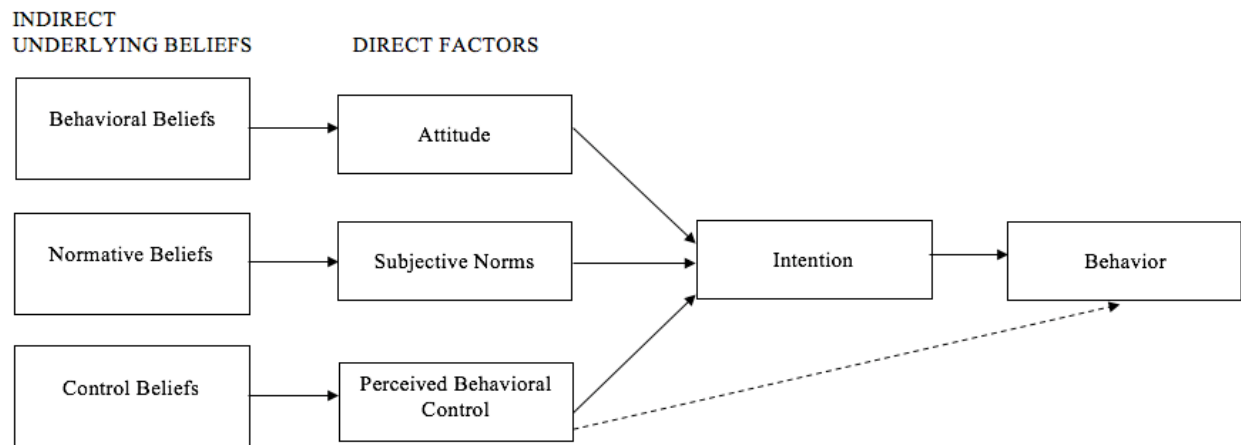 INDIRECT
UNDERLYING BELIEFS
DIRECT FACTORS
Behavioral Beliefs
Attitude
Normative Beliefs
Subjective Norms
Intention
Behavior
Control Beliefs
Perceived Behavioral
Control